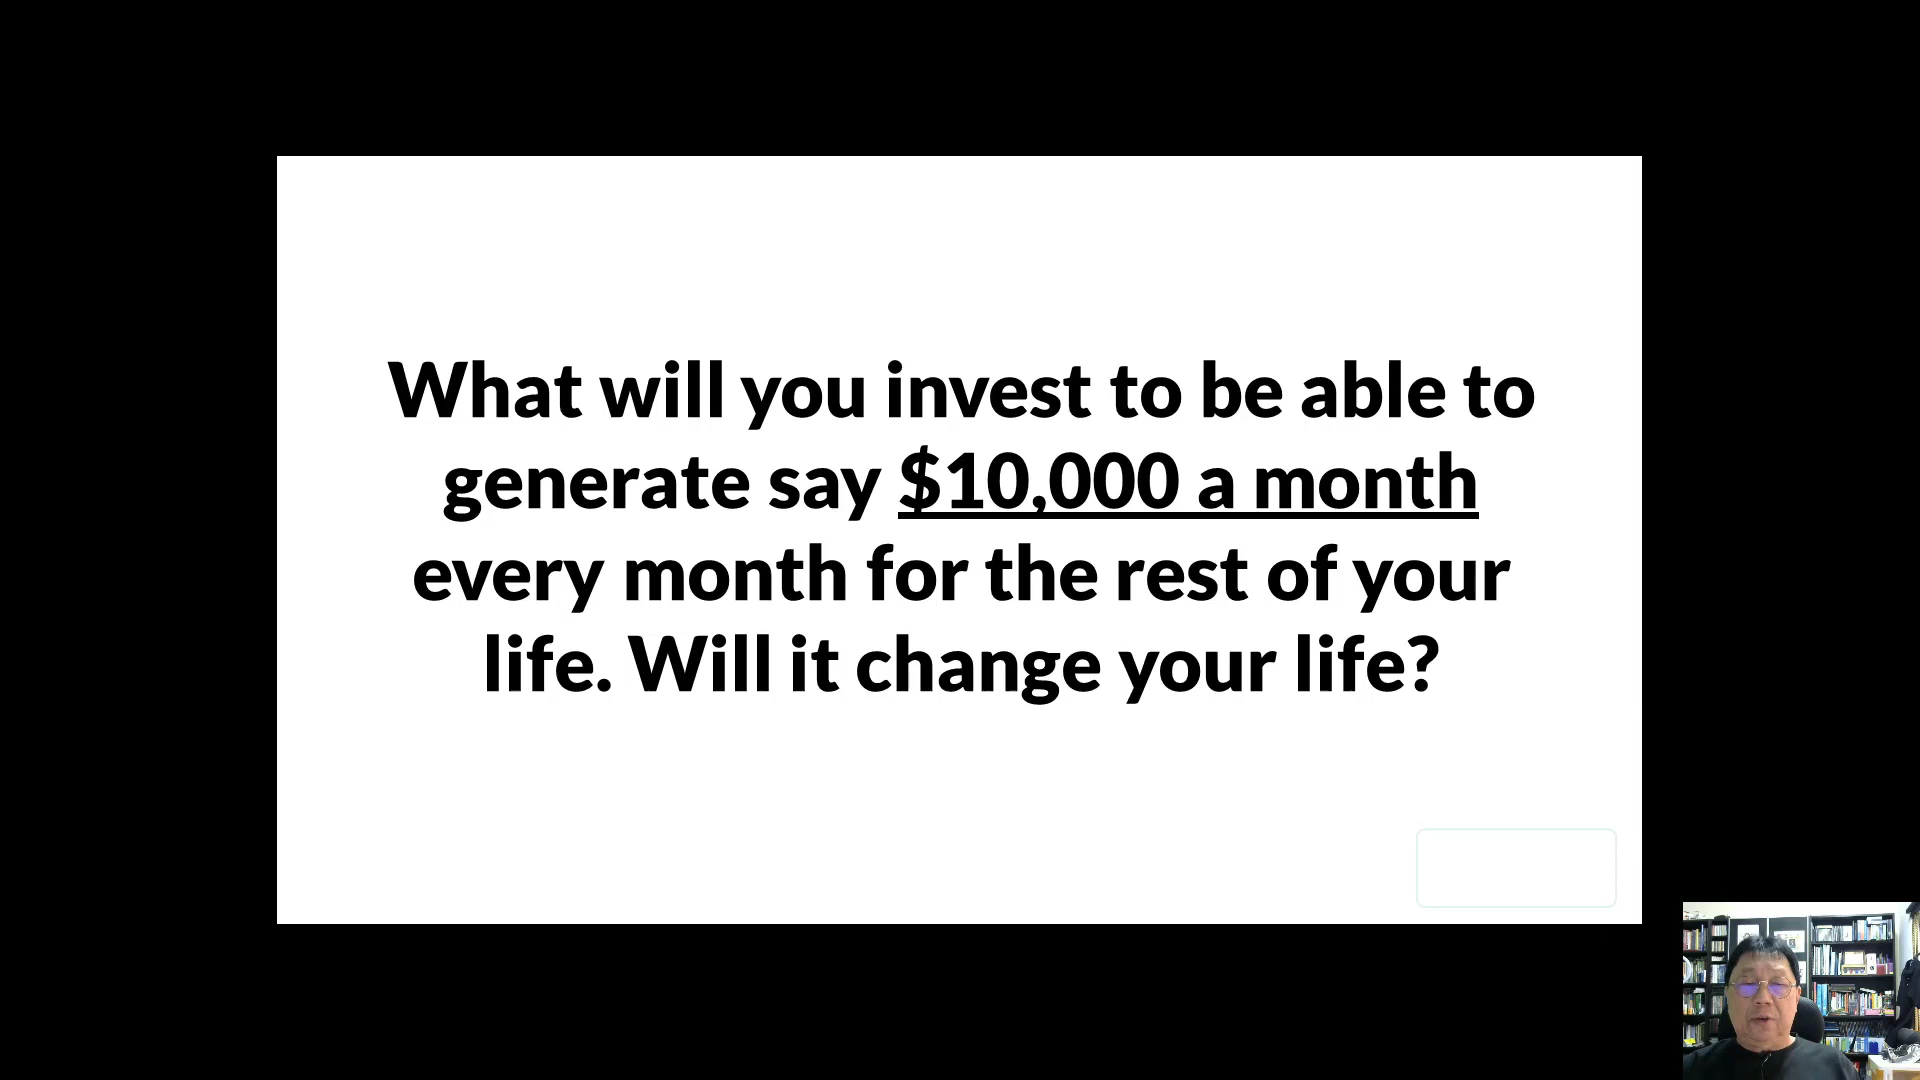 What will you invest to be able to
generate say $10,000 a month
every month for the rest of your
life. Will it change your life?